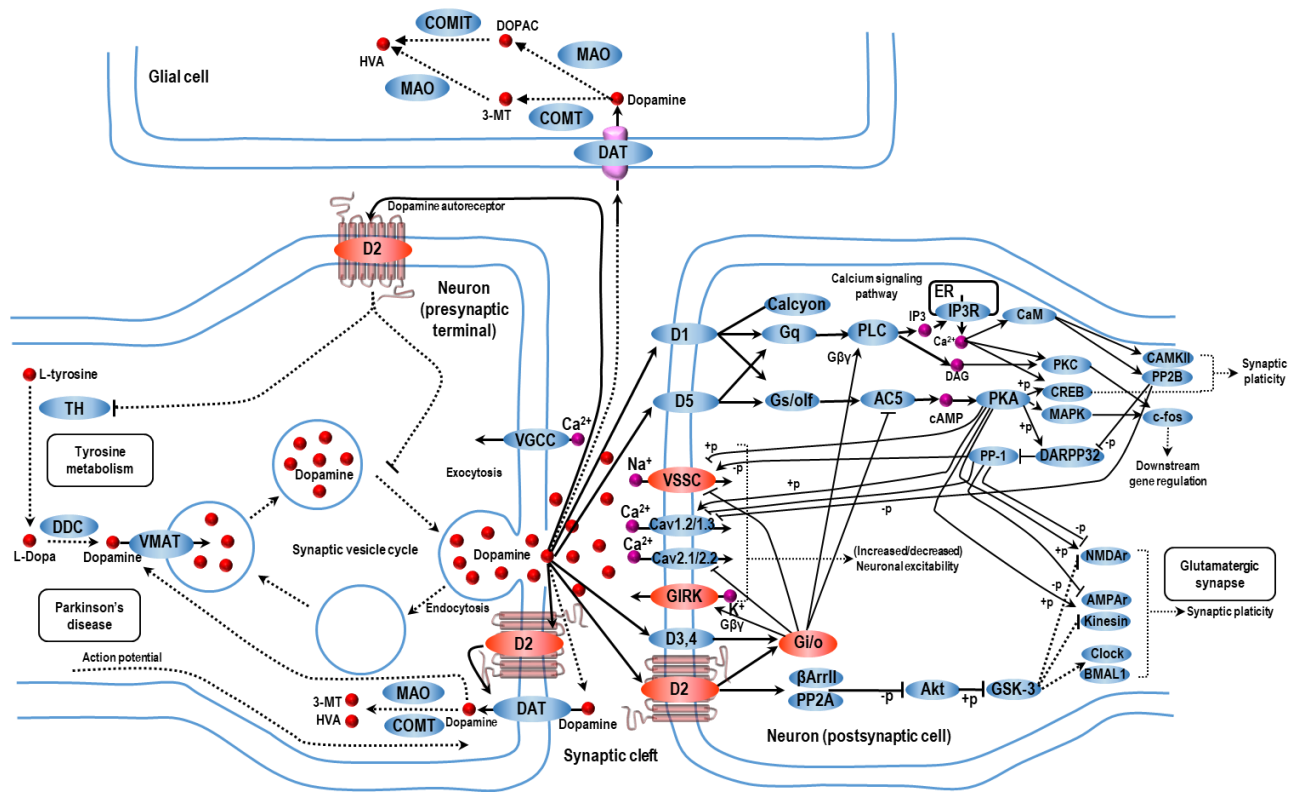 COMIT
DOPAC
HVA
MAO
MAO
Glial cell
3-MT
COMT
Dopamine
DAT
Dopamine autoreceptor
D2
Neuron
(presynaptic
terminal)
L-tyrosine
TH
Tyrosine
metabolism
Dopamine
VGCC
Ca2+
Exocytosis
DDC
L-Dopa
Dopamine
VMAT
Synaptic vesicle cycle
Dopamine
Endocytosis
Parkinson's
disease
Action potential
D2
3-MT
HVA
MAO
COMT
Dopamine
DAT
Dopamine
Synaptic cleft
Calcium signaling
pathway
ER
IP3R
IP3
Calcyon
D1
Gq
PLC
Ca2+
CaM
Gβγ
DAG
PKC
CAMKII
PP2B
Synaptic
platicity
D5
Gs/olf
AC5
cAMP
PKA
+p
CREB
MAPK
c-fos
+p
-p
DARPP32
PP-1
Downstream
gene regulation
+p
-p
Na+
VSSC
+p
-p
Ca2+
Cav1.2/1.3
Ca2+
Cav2.1/2.2
(Increased/decreased)
Neuronal excitability
GIRK
K+
Gβγ
D3,4
Gi/o
D2
βArrII
PP2A
-p
Akt
+p
GSK-3
-p
+p
NMDAr
-p
+p
AMPAr
Kinesin
Clock
BMAL1
Glutamatergic
synapse
Synaptic platicity
Neuron (postsynaptic cell)